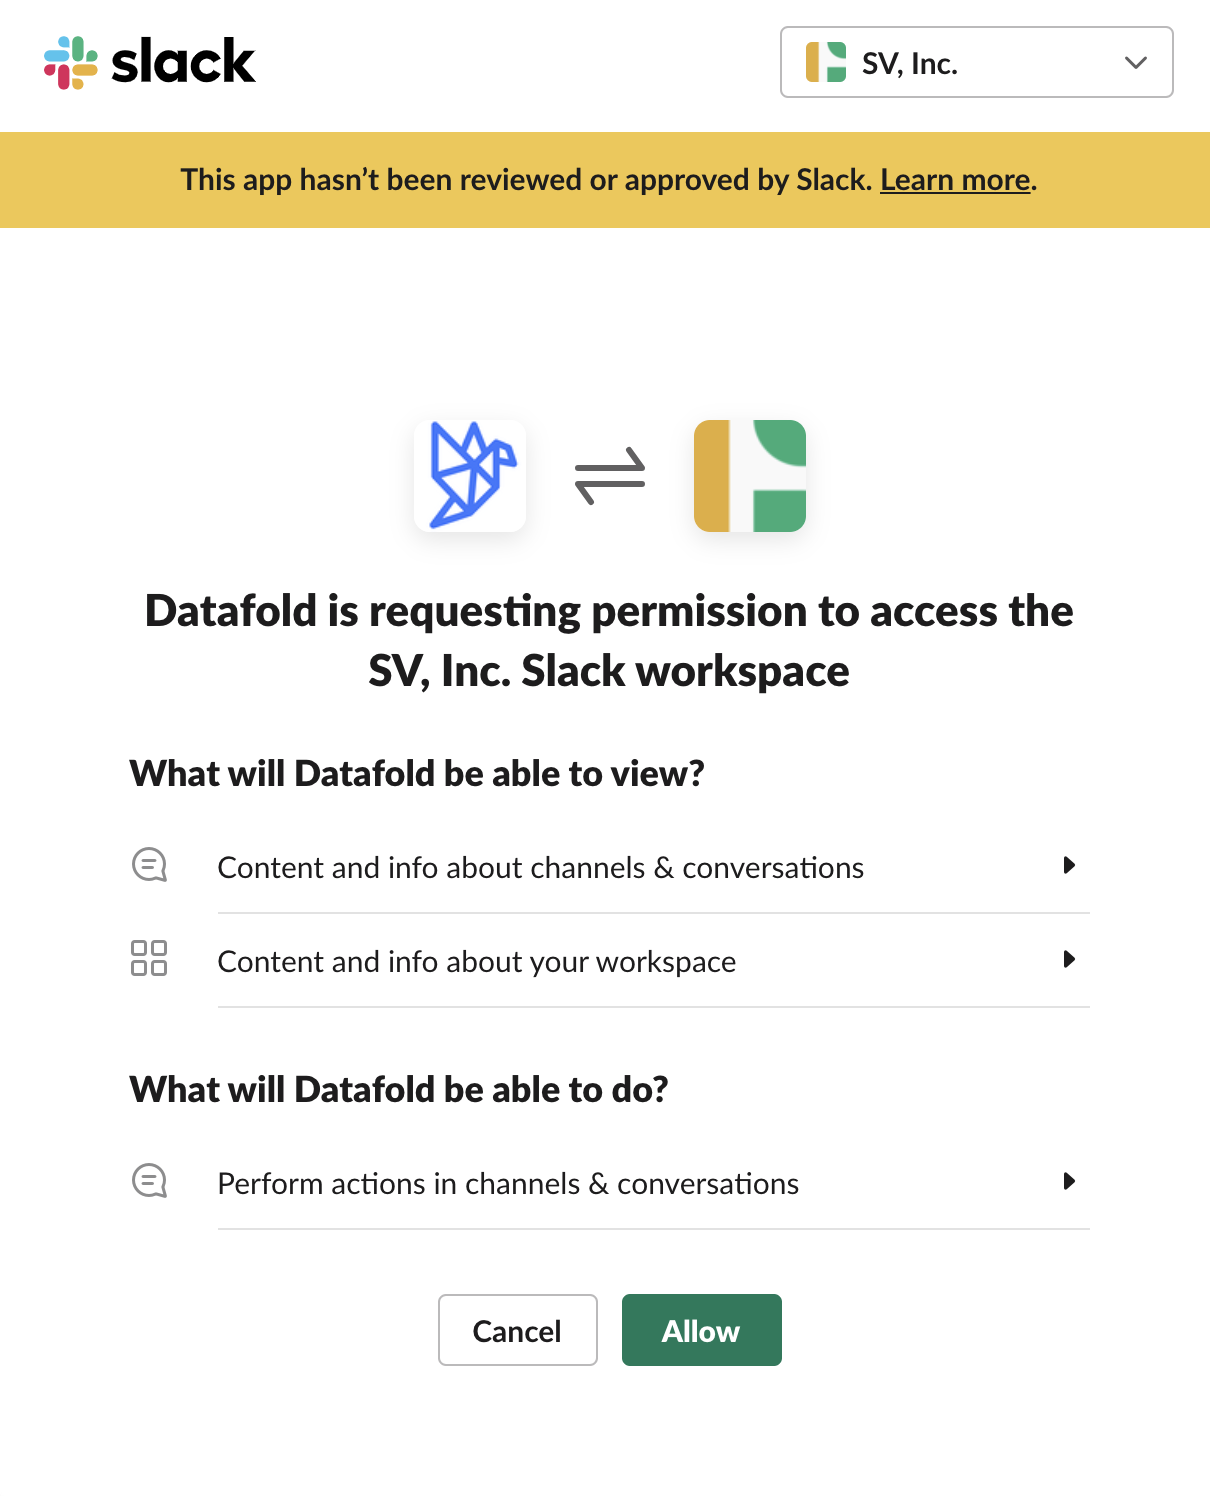 slack
SV, Inc.
This app hasn’t been reviewed or approved by Slack. Learn more.
Datafold is requesting permission to access the
SV, Inc. Slack workspace
What will Datafold be able to view?
Content and info about channels & conversations
Content and info about your workspace
What will Datafold be able to do?
Perform actions in channels & conversations
Cancel
Allow